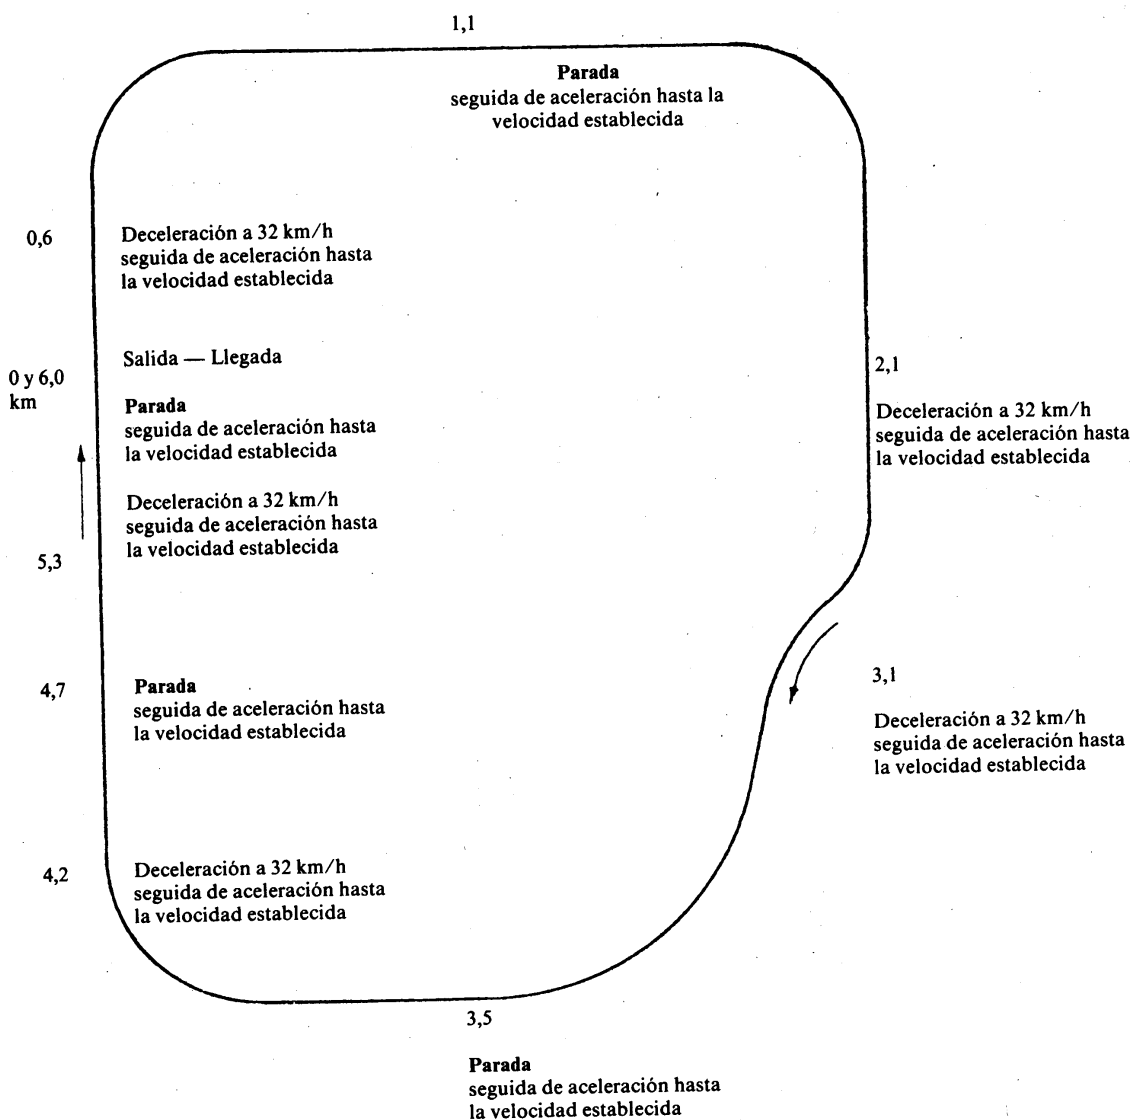 1,1
Parada
seguida de aceleración hasta la
velocidad establecida
0,6
Deceleración a 32 km/h
seguida de aceleración hasta
la velocidad establecida
Salida — Llegada
0 y 6,0
km
Parada
seguida de aceleración hasta
la velocidad establecida
2,1
Deceleración a 32 km/h
seguida de aceleración hasta
la velocidad establecida
Deceleración a 32 km/h
seguida de aceleración hasta
la velocidad establecida
5,3
3,1
Deceleración a 32 km/h
seguida de aceleración hasta
la velocidad establecida
4,7
Parada
seguida de aceleración hasta
la velocidad establecida
4,2
Deceleración a 32 km/h
seguida de aceleración hasta
la velocidad establecida
3,5
Parada
seguida de aceleración hasta
la velocidad establecida